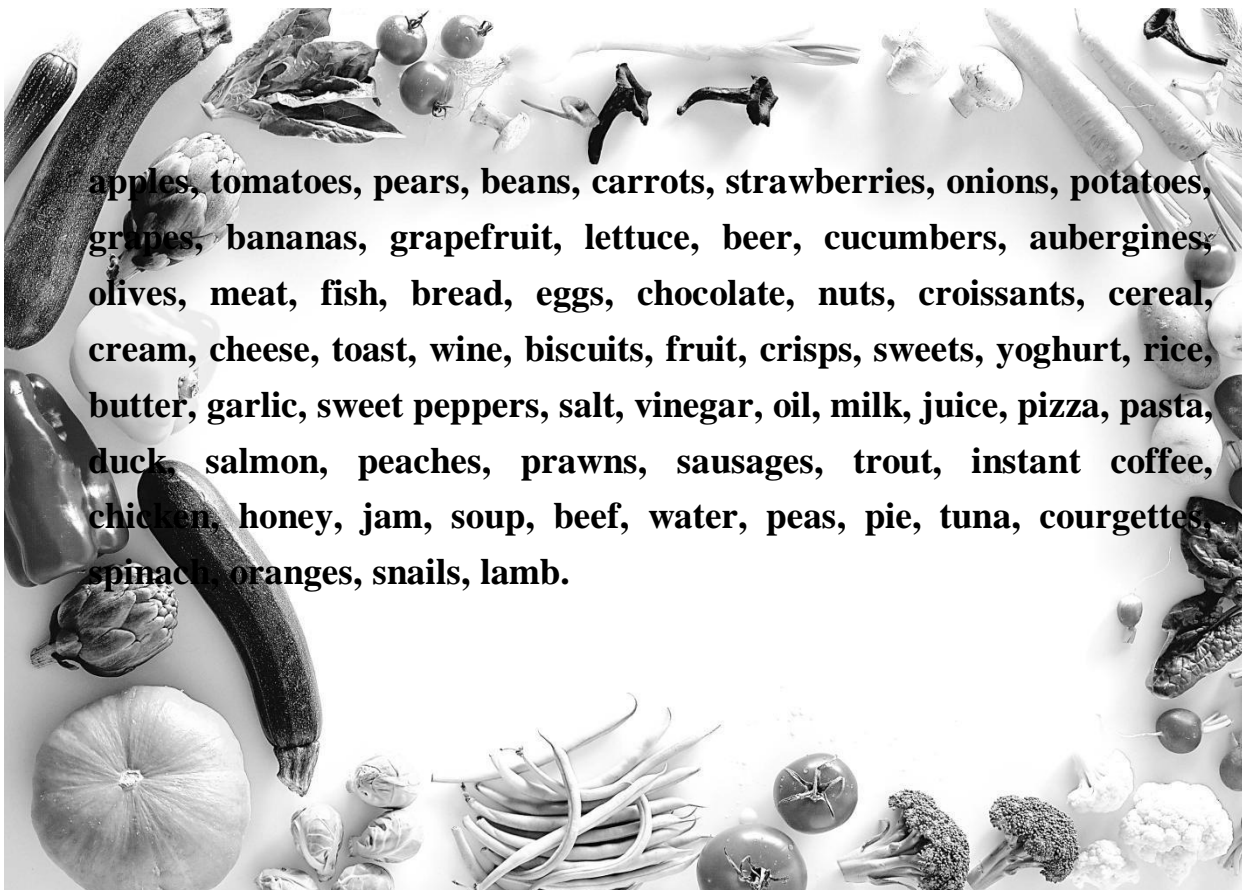 apples, tomatoes, pears, beans, carrots, strawberries, onions, potatoes,
grapes, bananas, grapefruit, lettuce, beer, cucumbers, aubergines,
olives, meat, fish, bread, eggs, chocolate, nuts, croissants, cereal,
cream, cheese, toast, wine, biscuits, fruit, crisps, sweets, yoghurt, rice,
butter, garlic, sweet peppers, salt, vinegar, oil, milk, juice, pizza, pasta,
duck, salmon, peaches, prawns, sausages, trout, instant coffee,
chicken, honey, jam, soup, beef, water, peas, pie, tuna, courgettes,
spinach, oranges, snails, lamb.